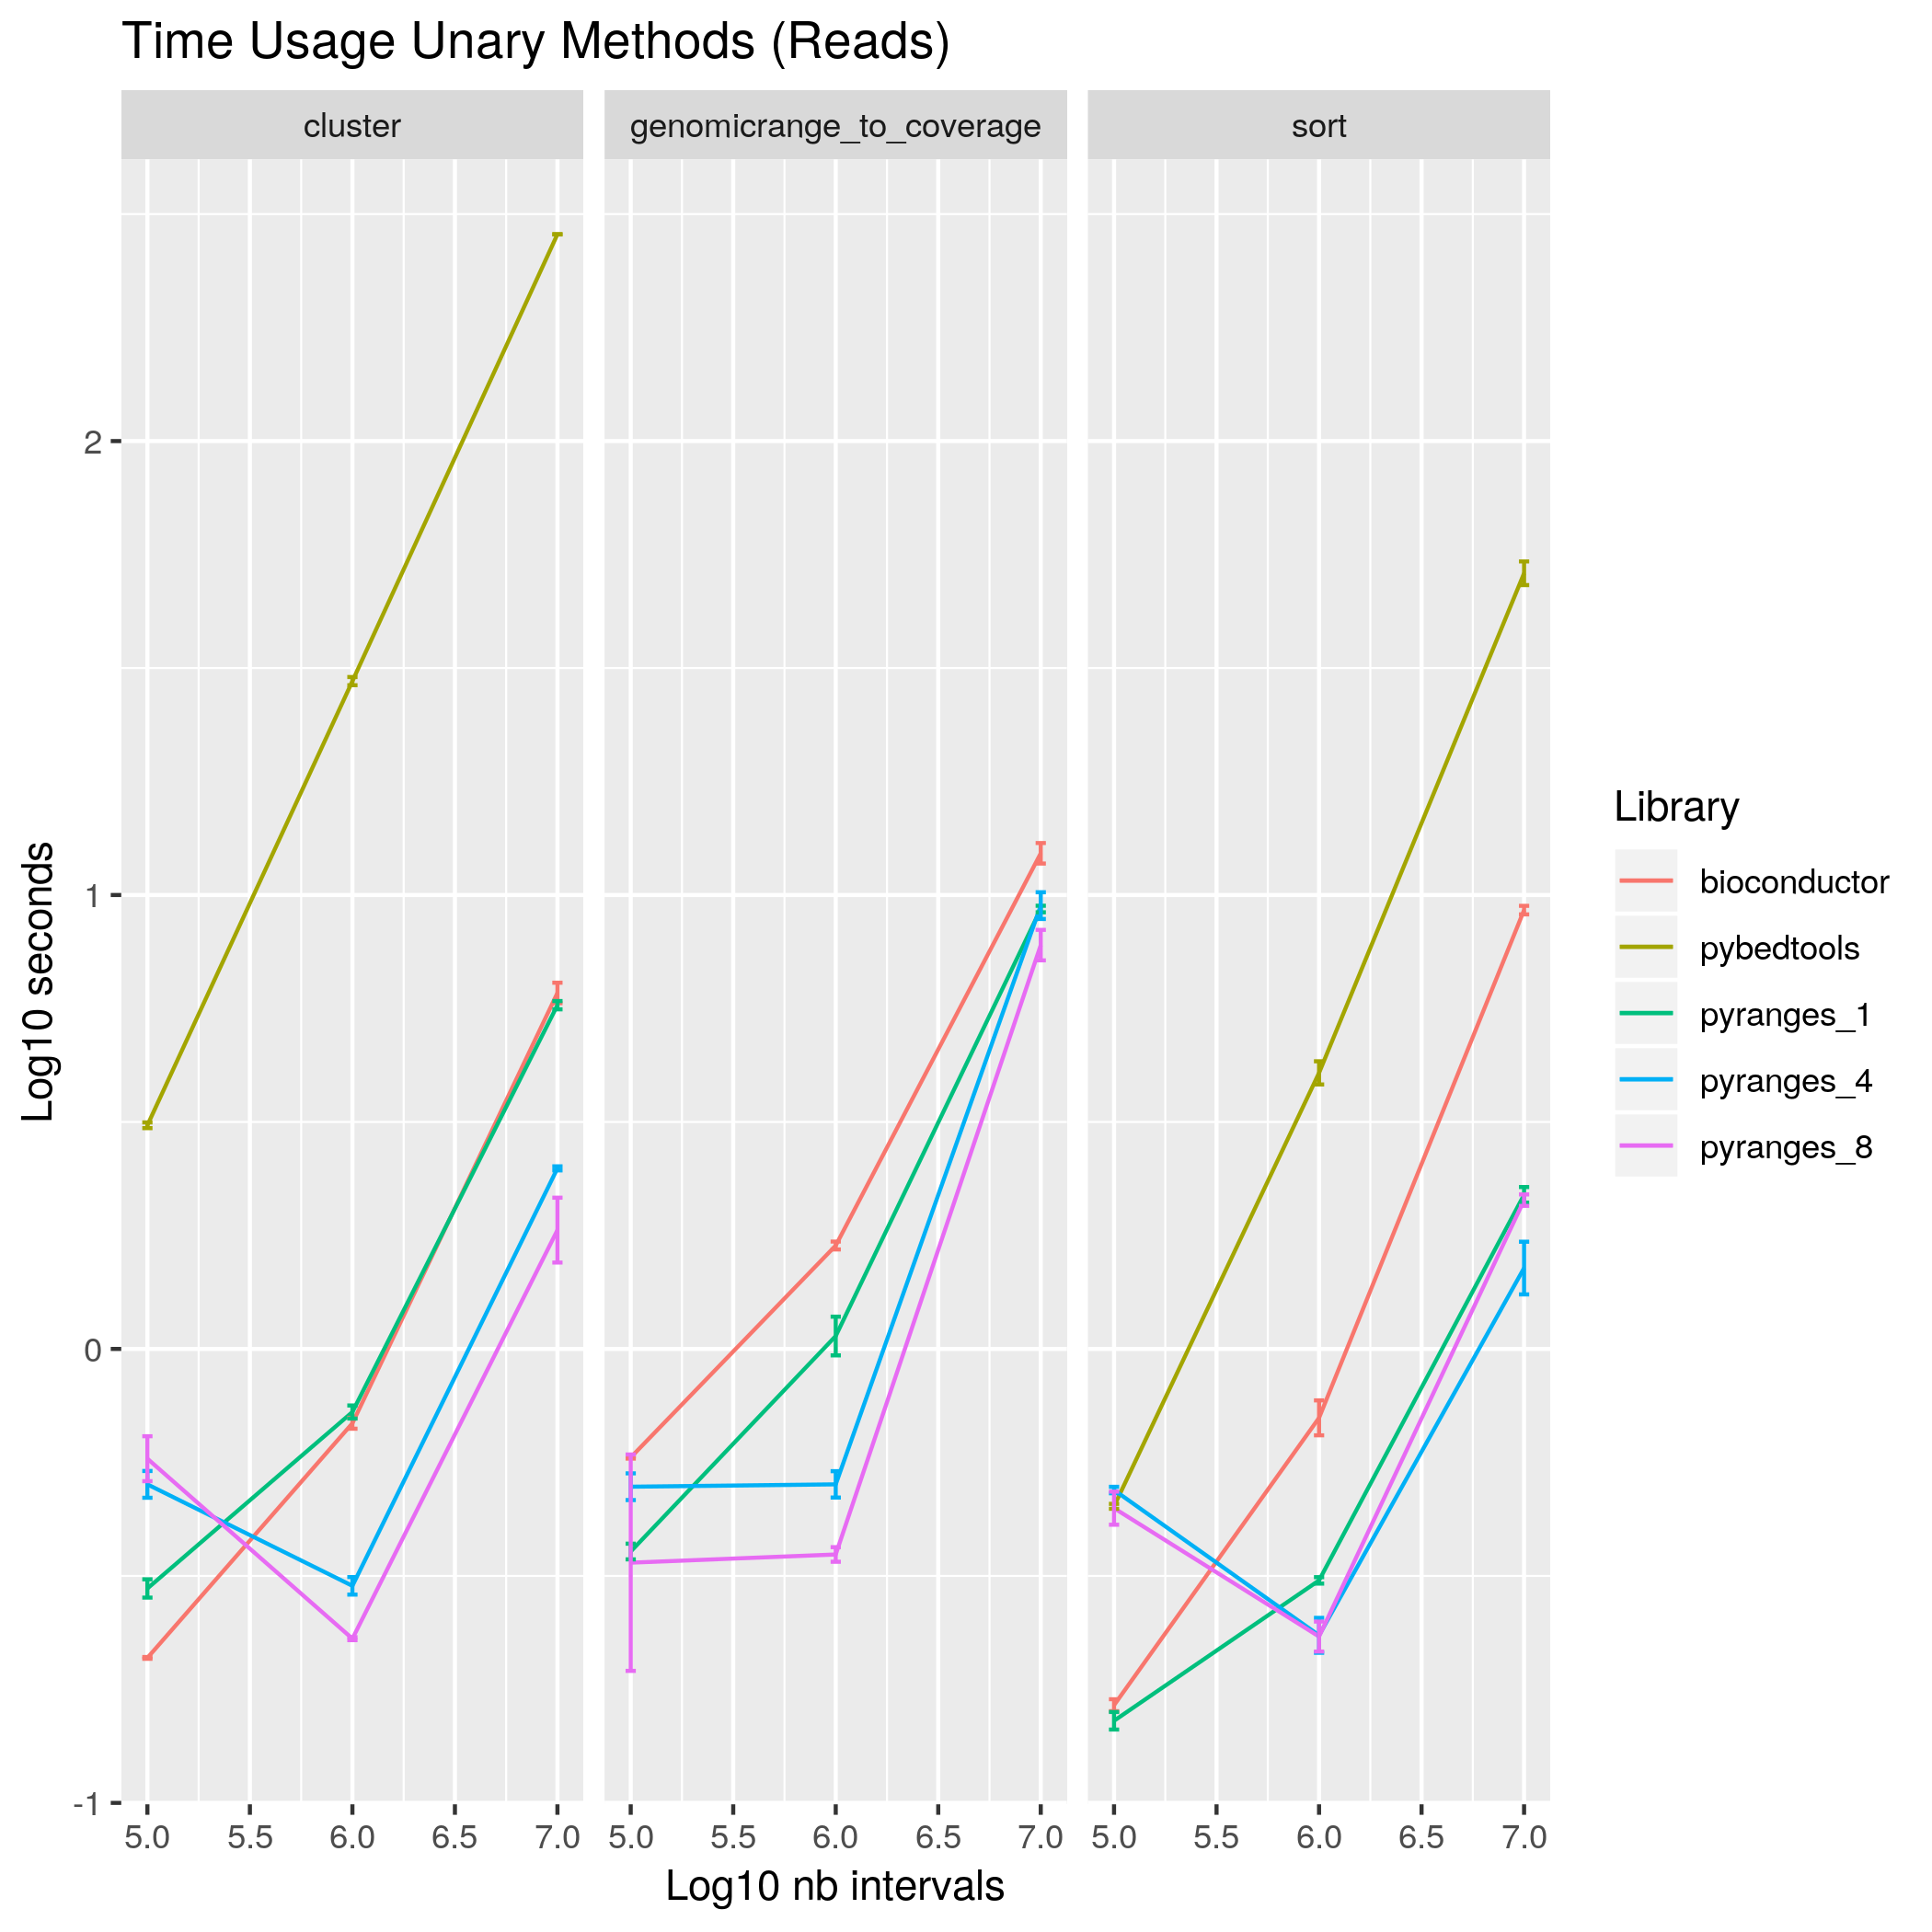 Time Usage Unary Methods (Reads)
cluster
genomicrange_to_coverage
sort
Log10 seconds
2
1
0
-1
5.0 5.5 6.0 6.5 7.0
5.0 5.5 6.0 6.5 7.0
5.0 5.5 6.0 6.5 7.0
Log10 nb intervals
Library
bioconductor
pybedtools
pyranges_1
pyranges_4
pyranges_8